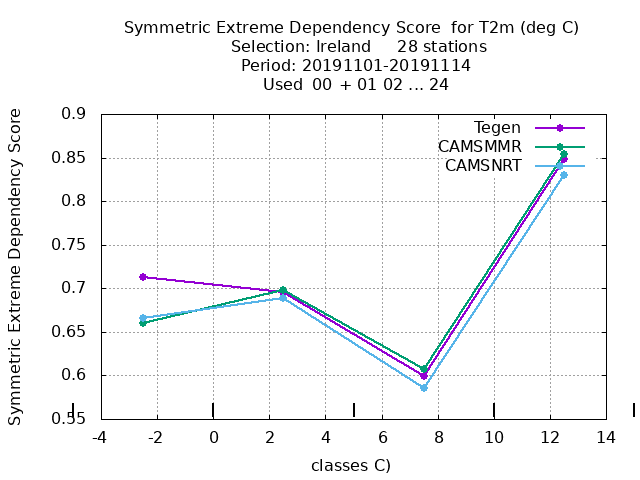 Symmetric Extreme Dependency Score  for T2m (deg C)
Selection: Ireland     28 stations
Period: 20191101-20191114
Used  00 + 01 02 ... 24
Symmetric Extreme Dependency Score
0.9
0.85
0.8
0.75
0.7
0.65
0.6
0.55
Tegen
CAMSMMR
CAMSNRT
-4 -2 0 2 4 6 8 10 12 14
classes C)